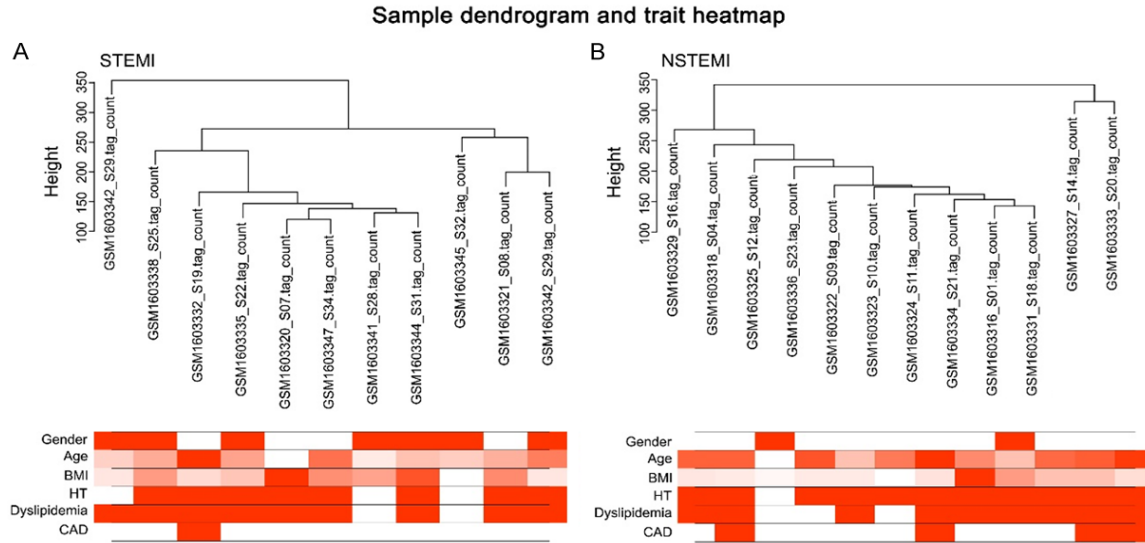 Sample dendrogram and trait heatmap
A
STEMI
Height
350
300
250
200
150
100
GSM1603342_S29.tag_count
GSM1603338_S25.tag_count
GSM1603332_S19.tag_count
GSM1603335_S22.tag_count
GSM1603320_S07.tag_count
GSM1603347_S34.tag_count
GSM1603341_S28.tag_count
GSM1603344_S31.tag_count
GSM1603345_S32.tag_count
GSM1603321_S08.tag_count
GSM1603342_S29.tag_count
Gender
Age
BMI
HT
Dyslipidemia
CAD
B
NSTEMI
Height
350
300
250
200
150
100
GSM1603329_S16.tag_count
GSM1603318_S04.tag_count
GSM1603325_S12.tag_count
GSM1603336_S23.tag_count
GSM1603322_S09.tag_count
GSM1603323_S10.tag_count
GSM1603324_S11.tag_count
GSM1603334_S21.tag_count
GSM1603316_S01.tag_count
GSM1603331_S18.tag_count
GSM1603327_S14.tag_count
GSM1603333_S20.tag_count
Gender
Age
BMI
HT
Dyslipidemia
CAD